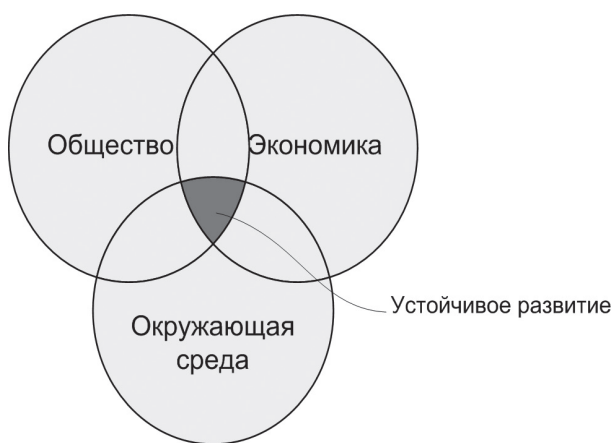 Общество
Экономика
Устойчивое развитие
Окружающая
среда